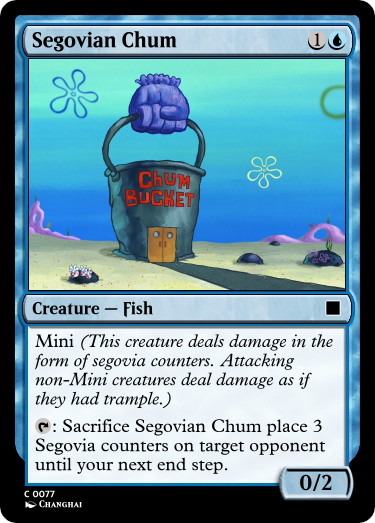 Segovian Chum 1
CHUM
BUCKET
Creature — Fish
Mini (This creature deals damage in the
form of segovia counters. Attacking
non-Mini creatures deal damage as if
they had trample.)
: Sacrifice Segovian Chum place 3
Segovia counters on target opponent
until your next end step.
0/2
C 0077
Changhai